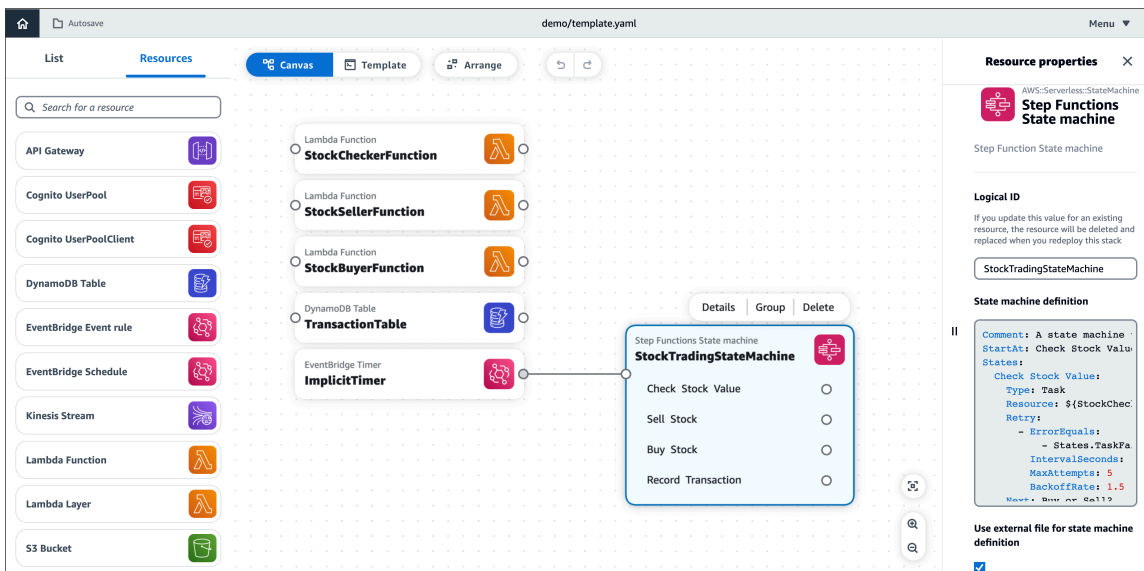 Autosave
demo/template.yaml
Menu ▼
List
Resources
Search for a resource
API Gateway
Cognito UserPool
Cognito UserPoolClient
DynamoDB Table
EventBridge Event rule
EventBridge Schedule
Kinesis Stream
Lambda Function
Lambda Layer
S3 Bucket
Canvas
Template
Arrange
Lambda Function
StockCheckerFunction
Lambda Function
StockSellerFunction
Lambda Function
StockBuyerFunction
DynamoDB Table
TransactionTable
EventBridge Timer
ImplicitTimer
Details
Group
Delete
Step Functions State machine
StockTradingStateMachine
Check Stock Value
Sell Stock
Buy Stock
Record Transaction
Resource properties
AWS::Serverless::StateMachine
Step Functions
State machine
Step Function State machine
Logical ID
If you update this value for an existing
resource, the resource will be deleted and
replaced when you redeploy this stack
StockTradingStateMachine
State machine definition
Comment: A state machine
StartAt: Check Stock Valu
States:
Check Stock Value:
Type: Task
Resource: ${StockChec
Retry:
- ErrorEquals:
- States.TaskFa
IntervalSeconds:
MaxAttempts: 5
BackoffRate: 1.5
Next: Buy or Sell?
Use external file for state machine
definition